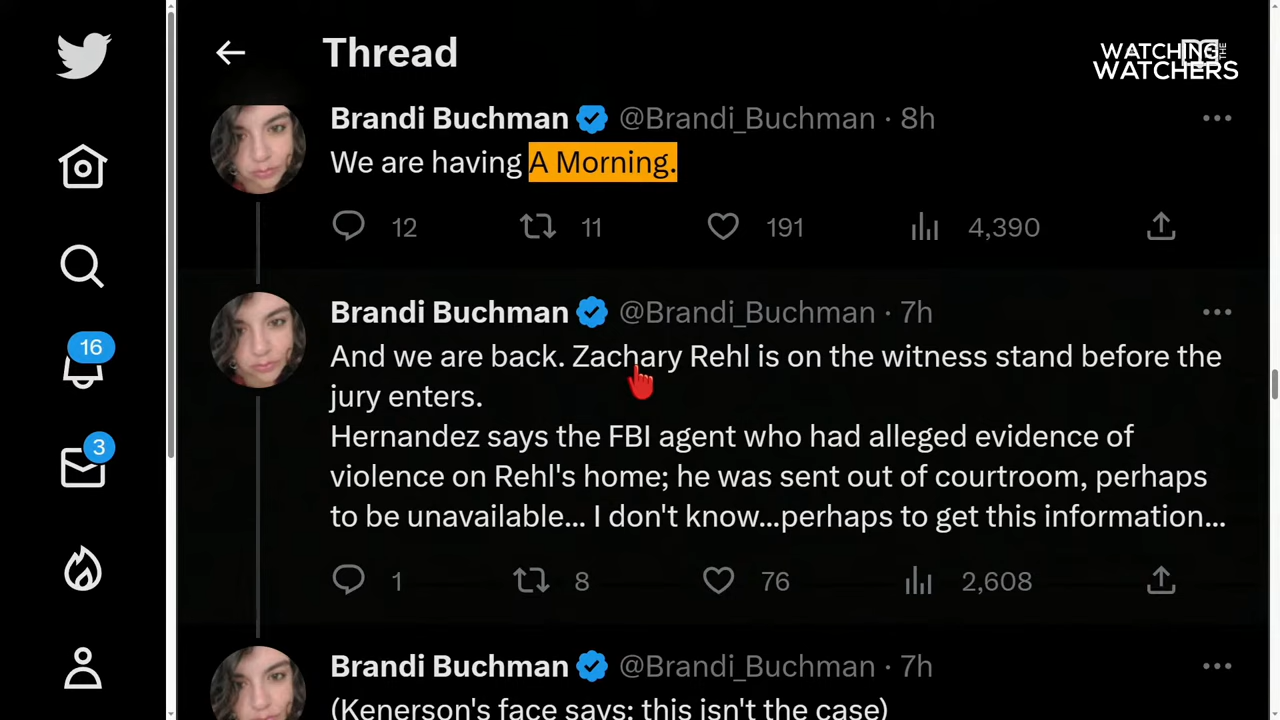 Thread
WATCHING THE
WATCHERS
Brandi Buchman @Brandi_Buchman · 8h
We are having A Morning.
12 11 191 4,390
16
Brandi Buchman @Brandi_Buchman · 7h
And we are back. Zachary Rehl is on the witness stand before the
jury enters.
Hernandez says the FBI agent who had alleged evidence of
violence on Rehl's home; he was sent out of courtroom, perhaps
to be unavailable... I don't know...perhaps to get this information...
3
1 8 76 2,608
Brandi Buchman @Brandi_Buchman · 7h
(Kenerson's face says: this isn't the case)